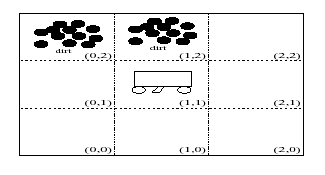 dirt dirt
(0,2) (1,2) (2,2)
(0,1) (1,1) (2,1)
(0,0) (1,0) (2,0)